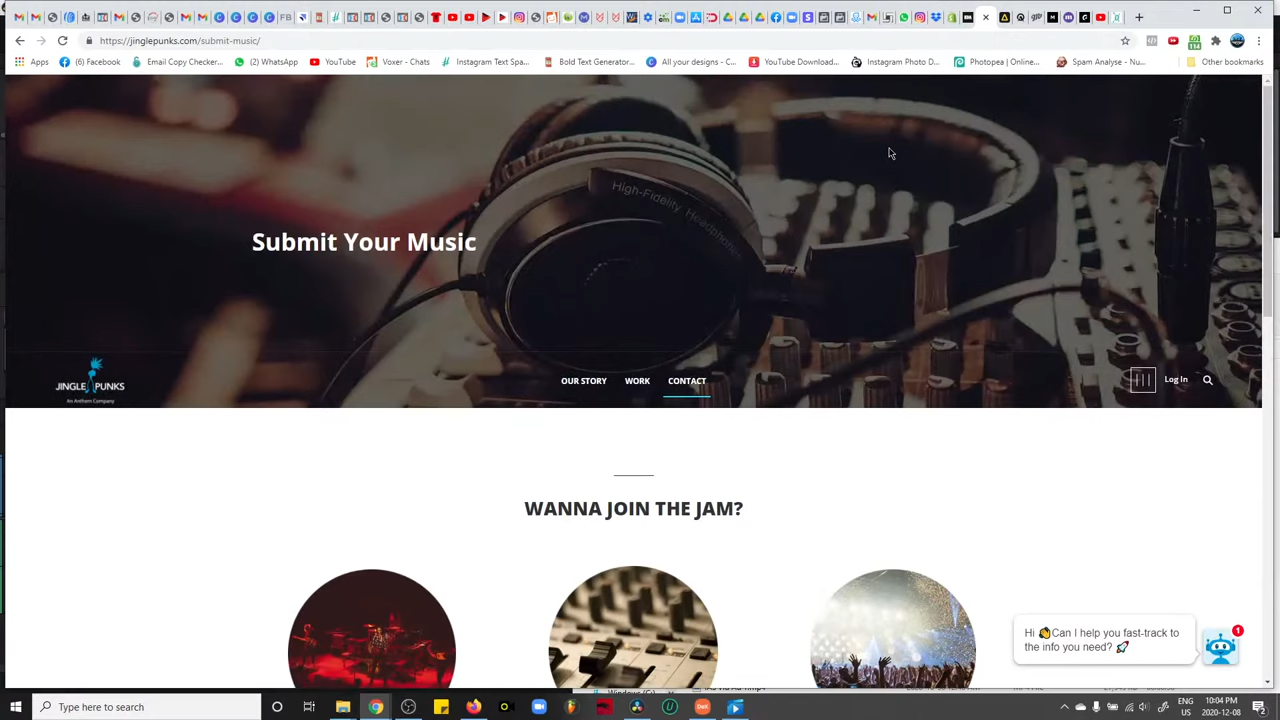 FB
https://jinglepunks.com/submit-music/
114
Apps
(6) Facebook
Email Copy Checker...
(2) WhatsApp
YouTube
Voxer - Chats
Instagram Text Spa...
Bold Text Generator...
All your designs - C...
YouTube Download...
Instagram Photo D...
Photopea | Online...
Spam Analyse - Nu...
Other bookmarks
High-Fidelity Headphones
Submit Your Music
JINGLE PUNKS
An Anthem Company
OUR STORY
WORK
CONTACT
Log In
WANNA JOIN THE JAM?
Hi 👋Can I help you fast-track to
the info you need? 🚀
1
Type here to search
ENG
US
10:04 PM
2020-12-08
2